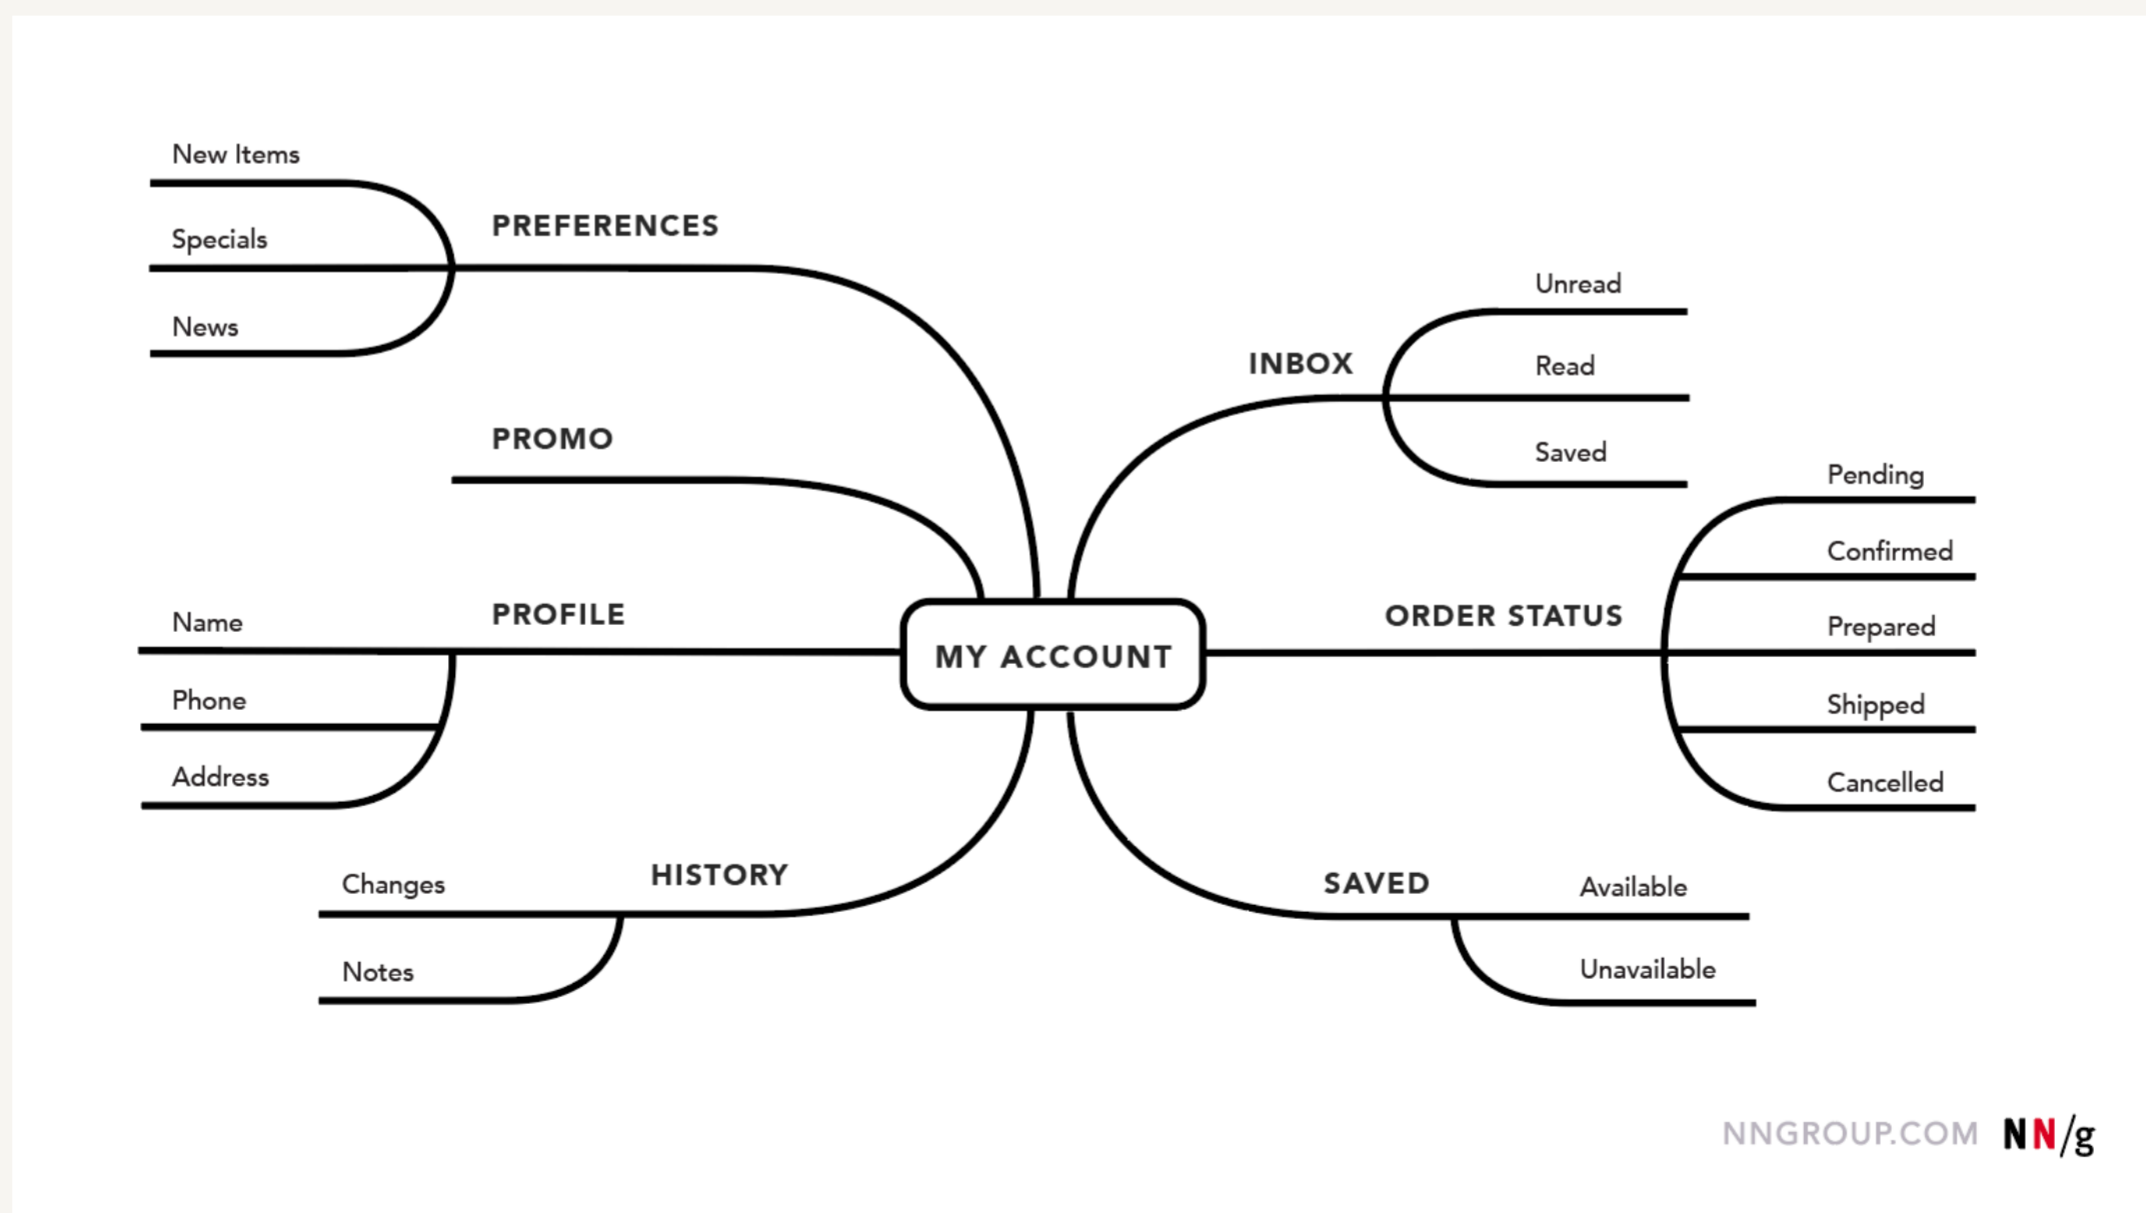 New Items
Specials
News
PREFERENCES
PROMO
Name
Phone
Address
PROFILE
Changes
Notes
HISTORY
MY ACCOUNT
INBOX
Unread
Read
Saved
ORDER STATUS
Pending
Confirmed
Prepared
Shipped
Cancelled
SAVED
Available
Unavailable
NNGROUP.COM NN/g